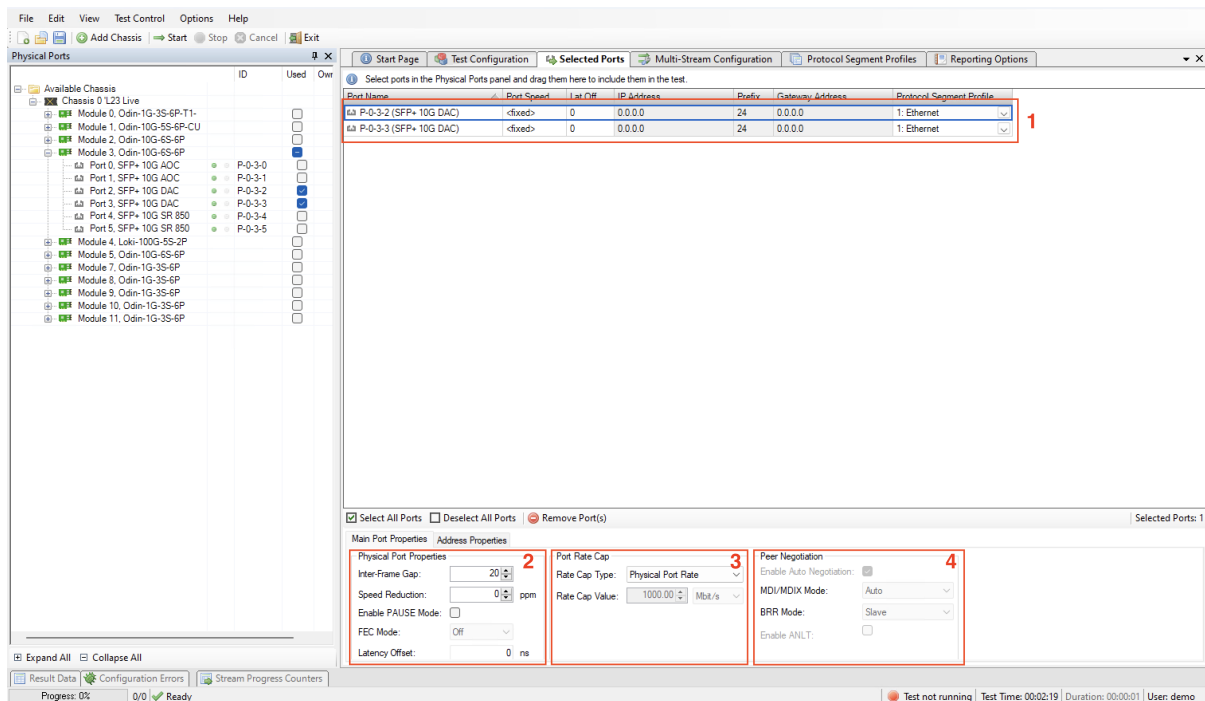 File Edit View Test Control Options Help
Add Chassis Start Stop Cancel Exit
Physical Ports
ID Used Owr
Available Chassis
Chassis 0 'L23 Live
Module 0, Odin-1G-3S-6P-T1-
Module 1, Odin-10G-5S-6P-CU
Module 2, Odin-10G-6S-6P
Module 3, Odin-10G-6S-6P
Port 0, SFP+ 10G AOC P-0-3-0
Port 1, SFP+ 10G AOC P-0-3-1
Port 2, SFP+ 10G DAC P-0-3-2
Port 3, SFP+ 10G DAC P-0-3-3
Port 4, SFP+ 10G SR 850 P-0-3-4
Port 5, SFP+ 10G SR 850 P-0-3-5
Module 4, Loki-100G-5S-2P
Module 5, Odin-10G-6S-6P
Module 7, Odin-1G-3S-6P
Module 8, Odin-1G-3S-6P
Module 9, Odin-1G-3S-6P
Module 10, Odin-1G-3S-6P
Module 11, Odin-1G-3S-6P
Expand All Collapse All
Start Page Test Configuration Selected Ports Multi-Stream Configuration Protocol Segment Profiles Reporting Options
Select ports in the Physical Ports panel and drag them here to include them in the test.
Port Name Port Speed Lat.Off. IP Address Prefix Gateway Address Protocol Segment Profile
P-0-3-2 (SFP+ 10G DAC) <fixed> 0 0.0.0.0 24 0.0.0.0 1: Ethernet
P-0-3-3 (SFP+ 10G DAC) <fixed> 0 0.0.0.0 24 0.0.0.0 1: Ethernet
1
Select All Ports Deselect All Ports Remove Port(s) Selected Ports: 1
Main Port Properties Address Properties
Physical Port Properties 2
Inter-Frame Gap: 20
Speed Reduction: 0 ppm
Enable PAUSE Mode:
FEC Mode: Off
Latency Offset: 0 ns
Port Rate Cap 3
Rate Cap Type: Physical Port Rate
Rate Cap Value: 1000.00 Mbit/s
Peer Negotiation 4
Enable Auto Negotiation:
MDI/MDIX Mode: Auto
BRR Mode: Slave
Enable ANLT:
Result Data Configuration Errors Stream Progress Counters
Progress: 0% 0/0 Ready Test not running Test Time: 00:02:19 Duration: 00:00:01 User: demo